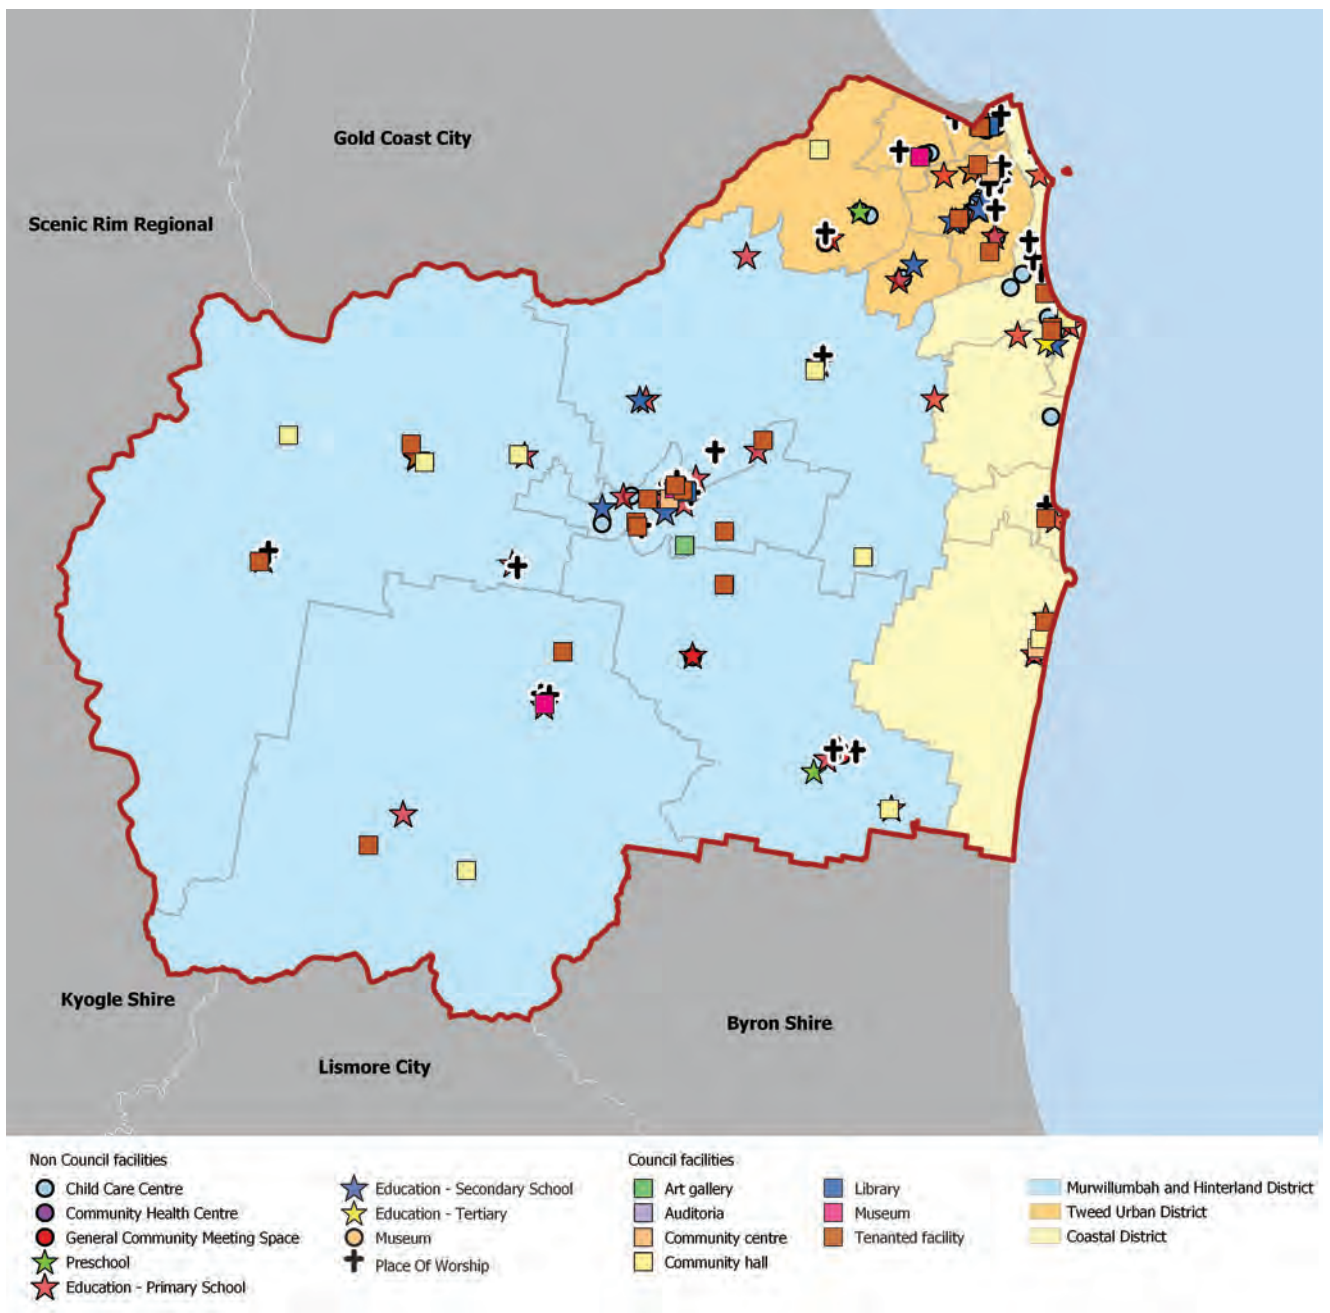 Gold Coast City
Scenic Rim Regional
Kyogle Shire
Byron Shire
Lismore City
Non Council facilities
Child Care Centre
Community Health Centre
General Community Meeting Space
Preschool
Education - Primary School
Education - Secondary School
Education - Tertiary
Museum
Place Of Worship
Council facilities
Art gallery
Auditoria
Community centre
Community hall
Library
Museum
Tenanted facility
Murwillumbah and Hinterland District
Tweed Urban District
Coastal District